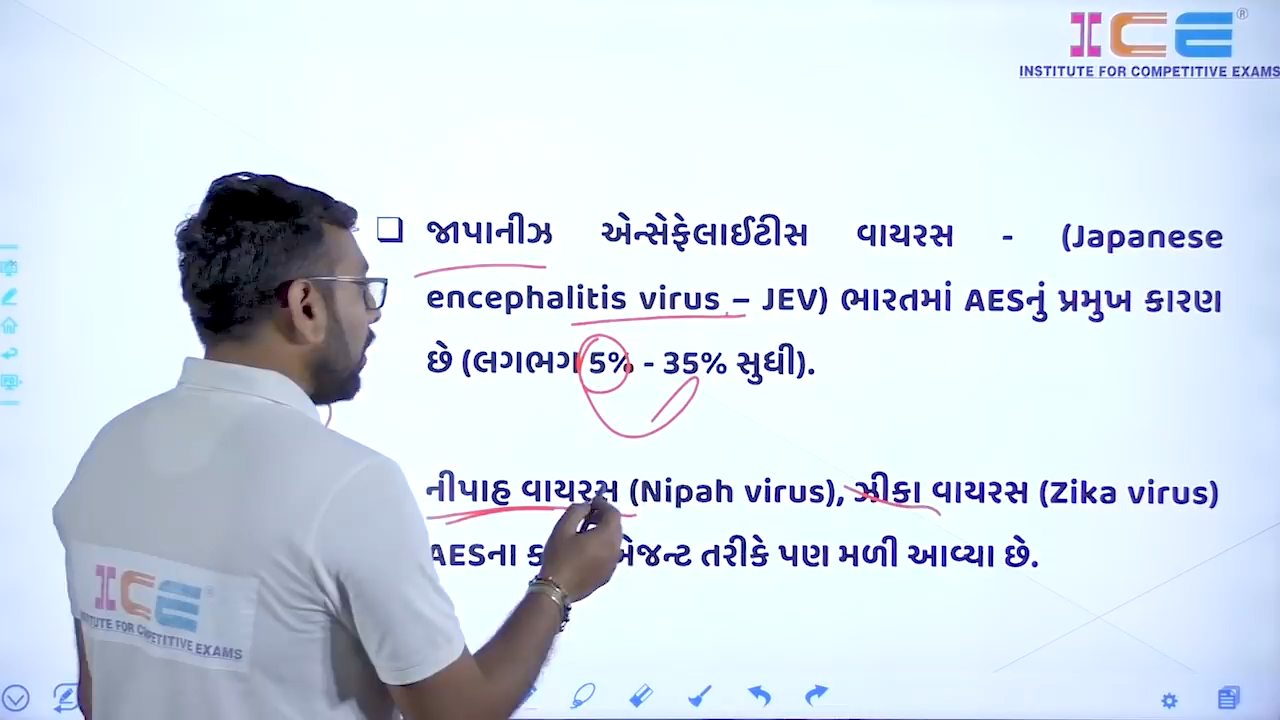 ICE®
INSTITUTE FOR COMPETITIVE EXAMS
જાપાનીઝ એન્સેફેલાઈટીસ વાયરસ - (Japanese
encephalitis virus – JEV) ભારતમાં AESનું પ્રમુખ કારણ
છે (લગભગ 5% - 35% સુધી).
નીપાહ વાયરસ (Nipah virus), ઝીકા વાયરસ (Zika virus)
AESના તરીકે પણ મળી આવ્યા છે.
ICE
INSTITUTE FOR COMPETITIVE EXAMS